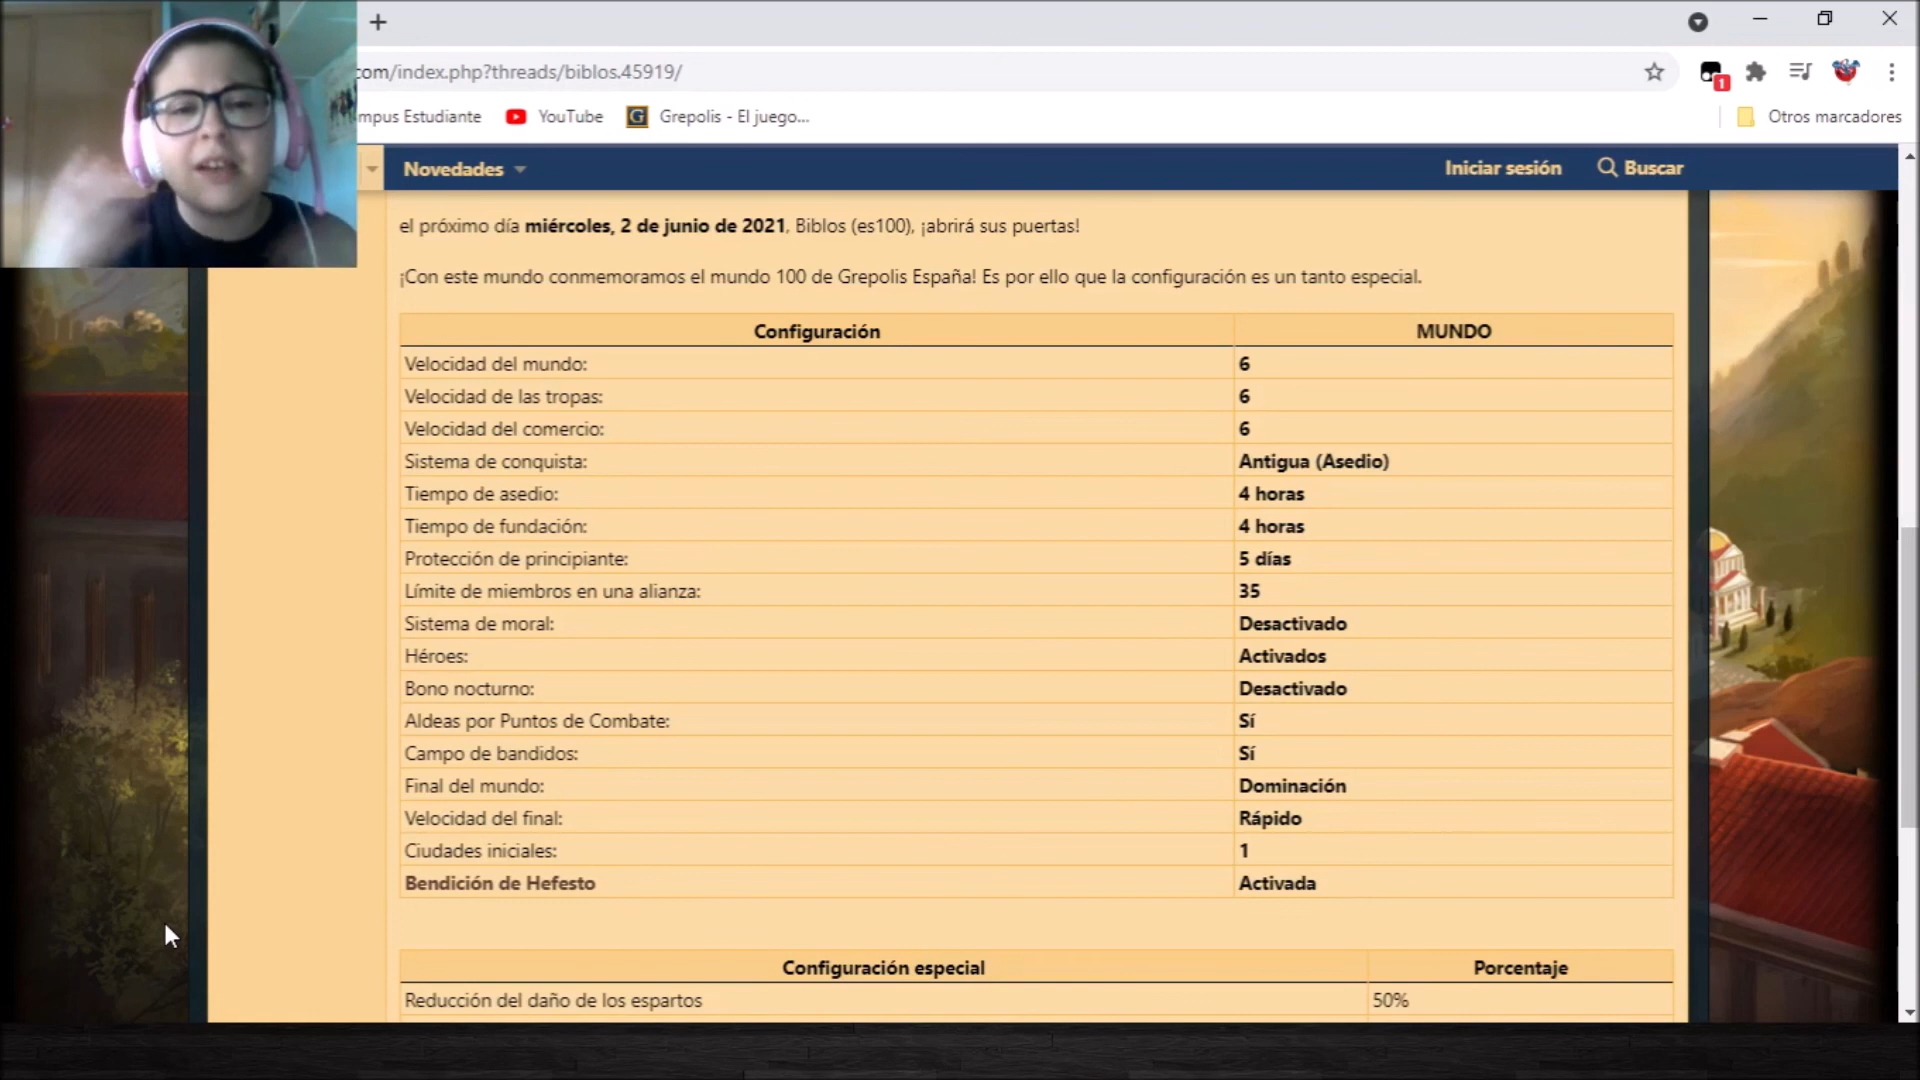 com/index.php?threads/biblos.45919/
1
mpus Estudiante
YouTube
Grepolis - El juego...
Otros marcadores
Novedades
Iniciar sesión
Buscar
el próximo día miércoles, 2 de junio de 2021, Biblos (es100), ¡abrirá sus puertas!
¡Con este mundo conmemoramos el mundo 100 de Grepolis España! Es por ello que la configuración es un tanto especial.
Configuración MUNDO
Velocidad del mundo: 6
Velocidad de las tropas: 6
Velocidad del comercio: 6
Sistema de conquista: Antigua (Asedio)
Tiempo de asedio: 4 horas
Tiempo de fundación: 4 horas
Protección de principiante: 5 días
Límite de miembros en una alianza: 35
Sistema de moral: Desactivado
Héroes: Activados
Bono nocturno: Desactivado
Aldeas por Puntos de Combate: Sí
Campo de bandidos: Sí
Final del mundo: Dominación
Velocidad del final: Rápido
Ciudades iniciales: 1
Bendición de Hefesto Activada
Configuración especial Porcentaje
Reducción del daño de los espartos 50%